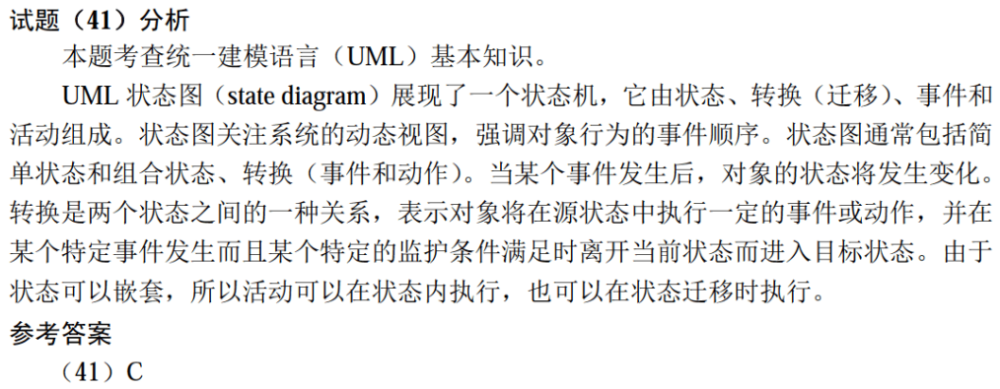 试题（41）分析
本题考查统一建模语言（UML）基本知识。
UML 状态图（state diagram）展现了一个状态机，它由状态、转换（迁移）、事件和
活动组成。状态图关注系统的动态视图，强调对象行为的事件顺序。状态图通常包括简
单状态和组合状态、转换（事件和动作）。当某个事件发生后，对象的状态将发生变化。
转换是两个状态之间的一种关系，表示对象将在源状态中执行一定的事件或动作，并在
某个特定事件发生而且某个特定的监护条件满足时离开当前状态而进入目标状态。由于
状态可以嵌套，所以活动可以在状态内执行，也可以在状态迁移时执行。
参考答案
（41）C